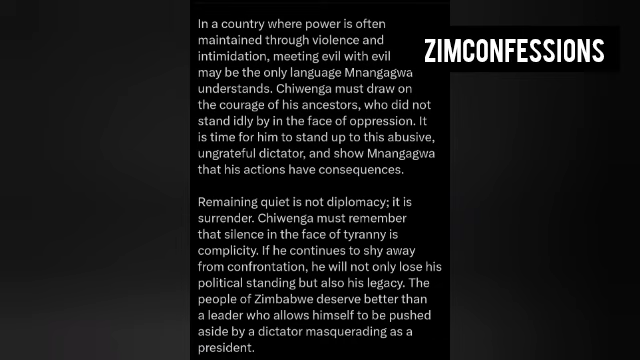 In a country where power is often
maintained through violence and
intimidation, meeting evil with evil
may be the only language Mnangagwa
understands. Chiwenga must draw on
the courage of his ancestors, who did not
stand idly by in the face of oppression. It
is time for him to stand up to this abusive,
ungrateful dictator, and show Mnangagwa
that his actions have consequences.
Remaining quiet is not diplomacy; it is
surrender. Chiwenga must remember
that silence in the face of tyranny is
complicity. If he continues to shy away
from confrontation, he will not only lose his
political standing but also his legacy. The
people of Zimbabwe deserve better than
a leader who allows himself to be pushed
aside by a dictator masquerading as a
president.
ZIMCONFESSIONS